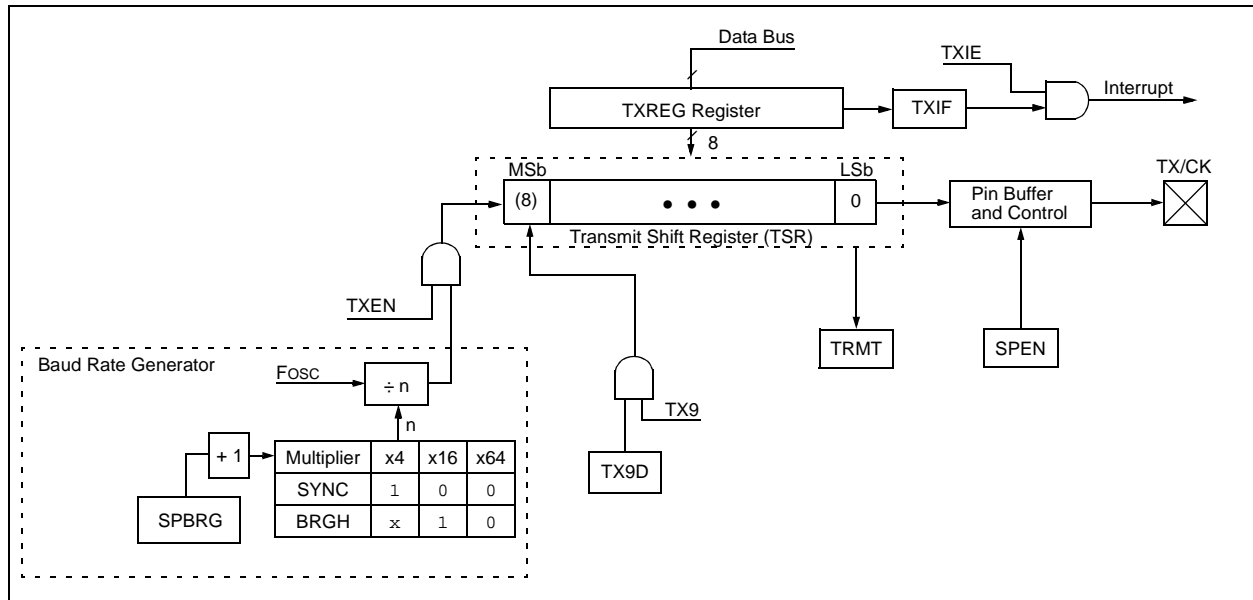 Data Bus
TXIE
Interrupt
TXREG Register
TXIF
8
MSb
LSb
(8)
• • •
0
Transmit Shift Register (TSR)
Pin Buffer
and Control
TX/CK
TXEN
TRMT
SPEN
Baud Rate Generator
FOSC
÷ n
n
TX9
TX9D
+ 1
SPBRG
Multiplier x4 x16 x64
SYNC 1 0 0
BRGH x 1 0